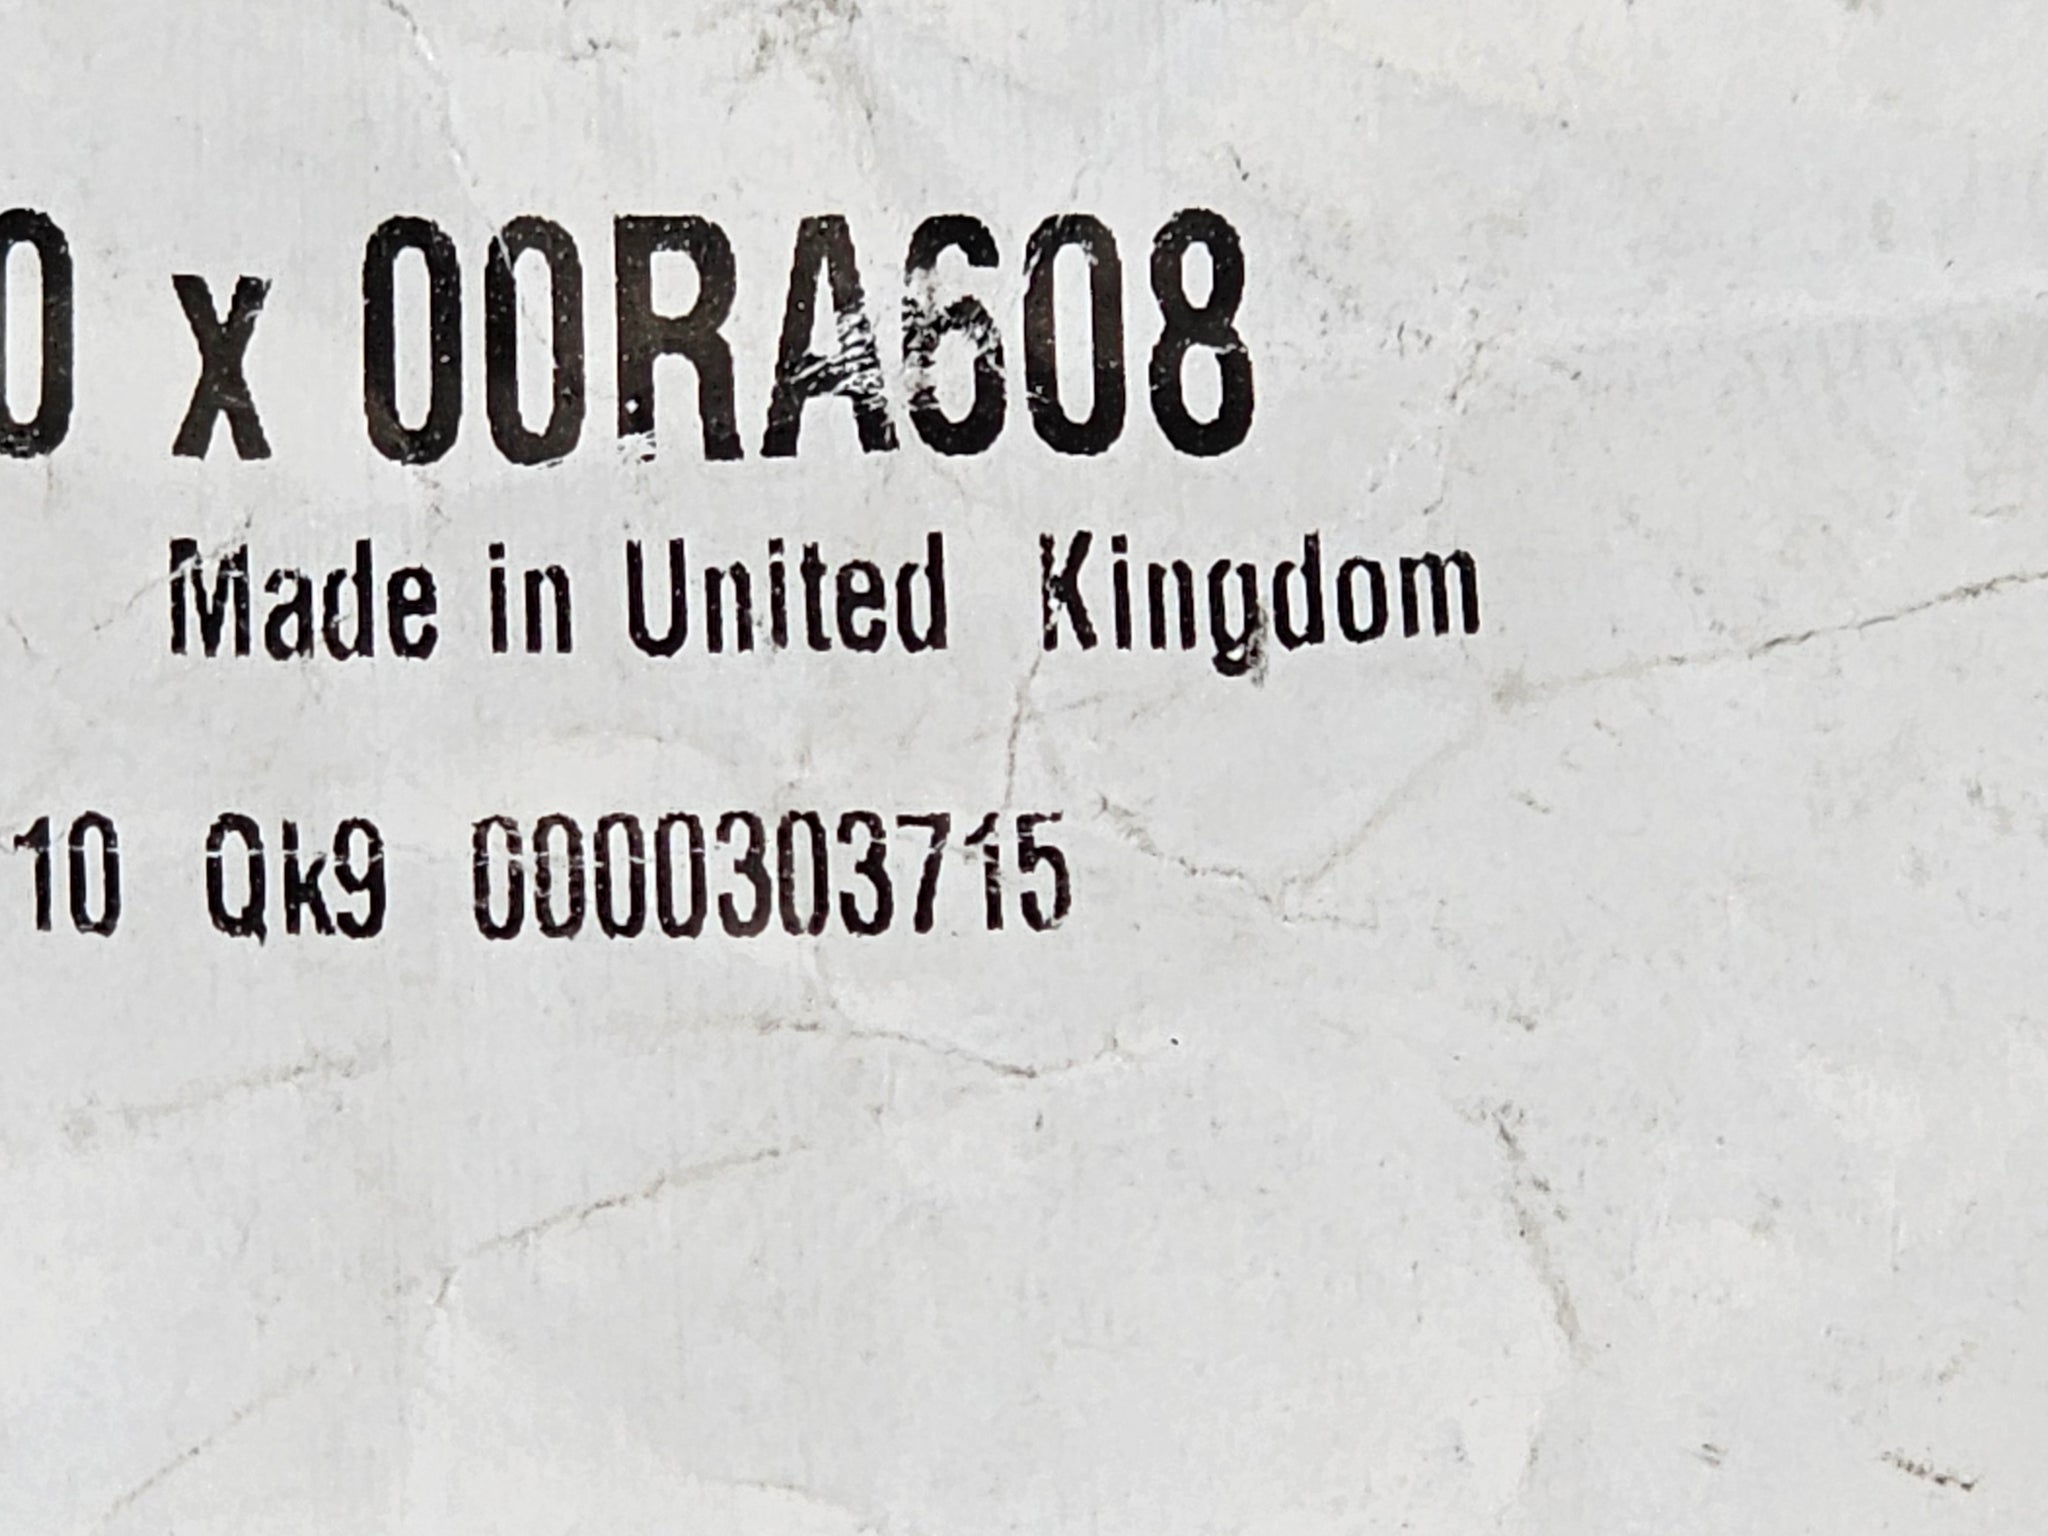 0 x 00RA608
Made in United Kingdom
10 Qk9 0000303715